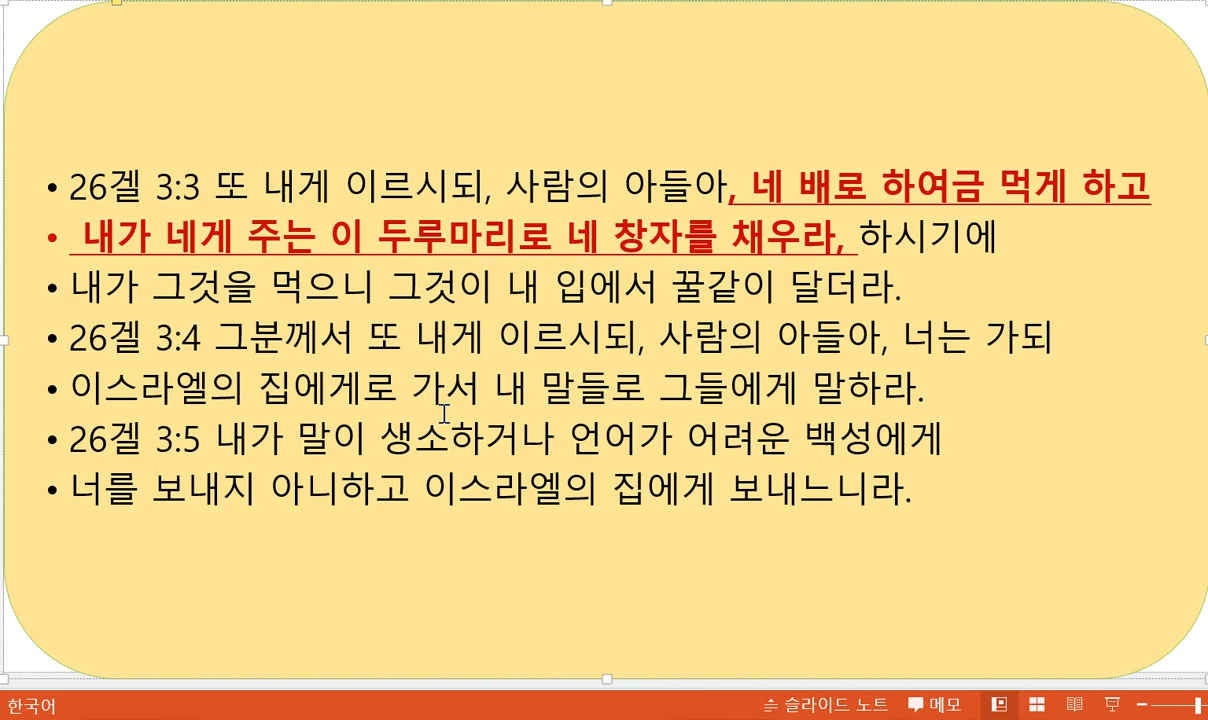 • 26겔 3:3 또 내게 이르시되, 사람의 아들아, 네 배로 하여금 먹게 하고
• 내가 네게 주는 이 두루마리로 네 창자를 채우라, 하시기에
• 내가 그것을 먹으니 그것이 내 입에서 꿀같이 달더라.
• 26겔 3:4 그분께서 또 내게 이르시되, 사람의 아들아, 너는 가되
• 이스라엘의 집에게로 가서 내 말들로 그들에게 말하라.
• 26겔 3:5 내가 말이 생소하거나 언어가 어려운 백성에게
• 너를 보내지 아니하고 이스라엘의 집에게 보내느니라.
한국어 슬라이드 노트 메모